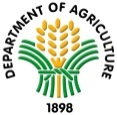 DEPARTMENT OF AGRICULTURE
1898